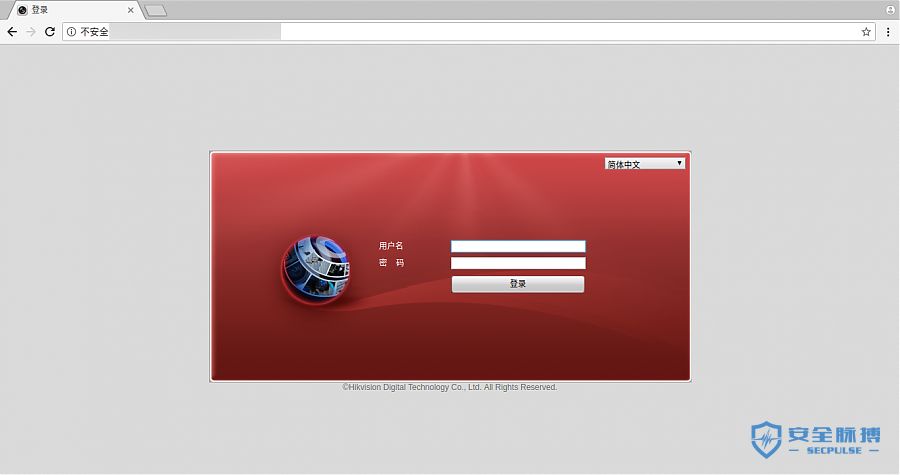 登录
不安全
简体中文
用户名
密 码
登录
©Hikvision Digital Technology Co., Ltd. All Rights Reserved.
安全脉搏
SECPULSE